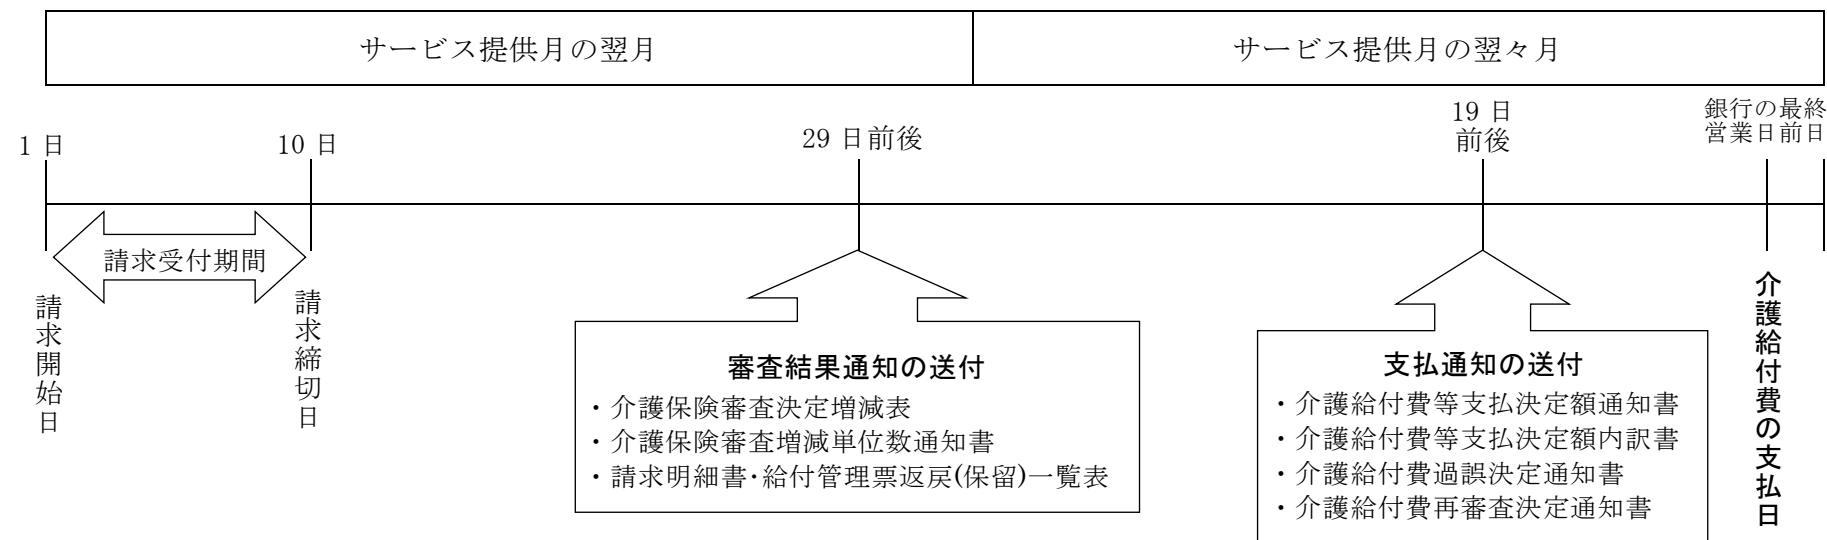 サービス提供月の翌月
サービス提供月の翌々月
1 日
10 日
29 日前後
19 日
前後
銀行の最終
営業日前日
請求受付期間
請求開始日
請求締切日
審査結果通知の送付
・介護保険審査決定増減表
・介護保険審査増減単位数通知書
・請求明細書･給付管理票返戻(保留)一覧表
支払通知の送付
・介護給付費等支払決定額通知書
・介護給付費等支払決定額内訳書
・介護給付費過誤決定通知書
・介護給付費再審査決定通知書
介護給付費の支払日